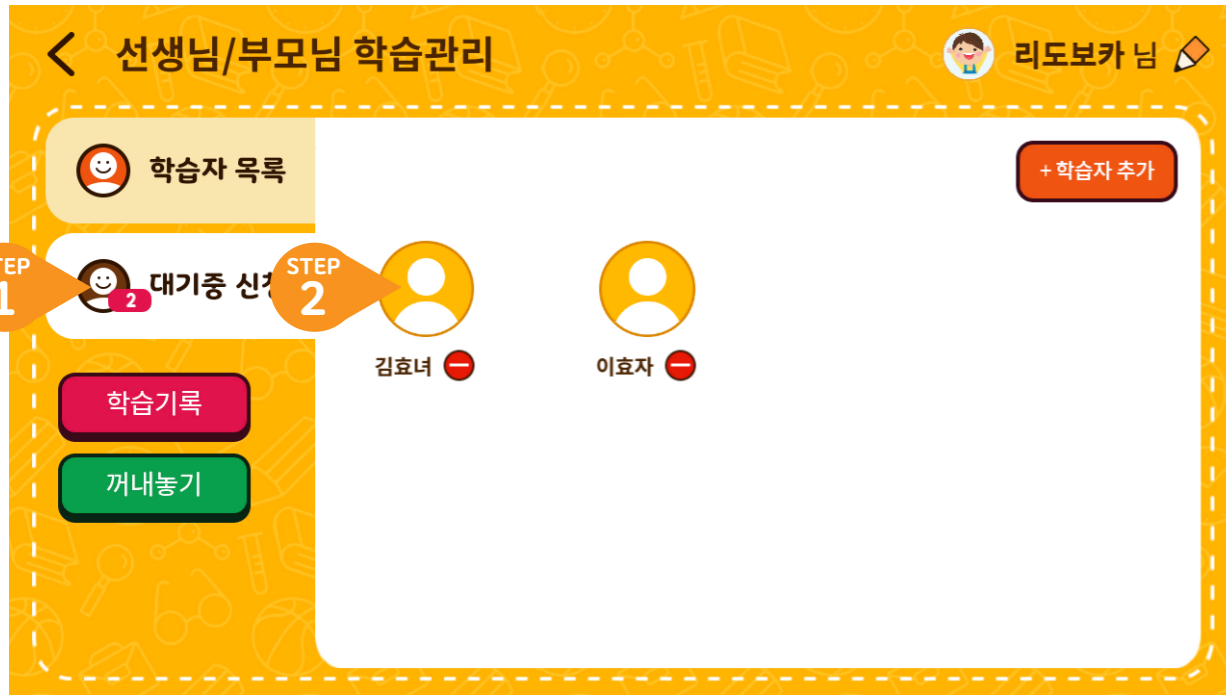 선생님/부모님 학습관리
리도보카 님
학습자 목록
+ 학습자 추가
STEP
1
2
대기중
STEP
2
김효녀
이효자
학습기록
꺼내놓기